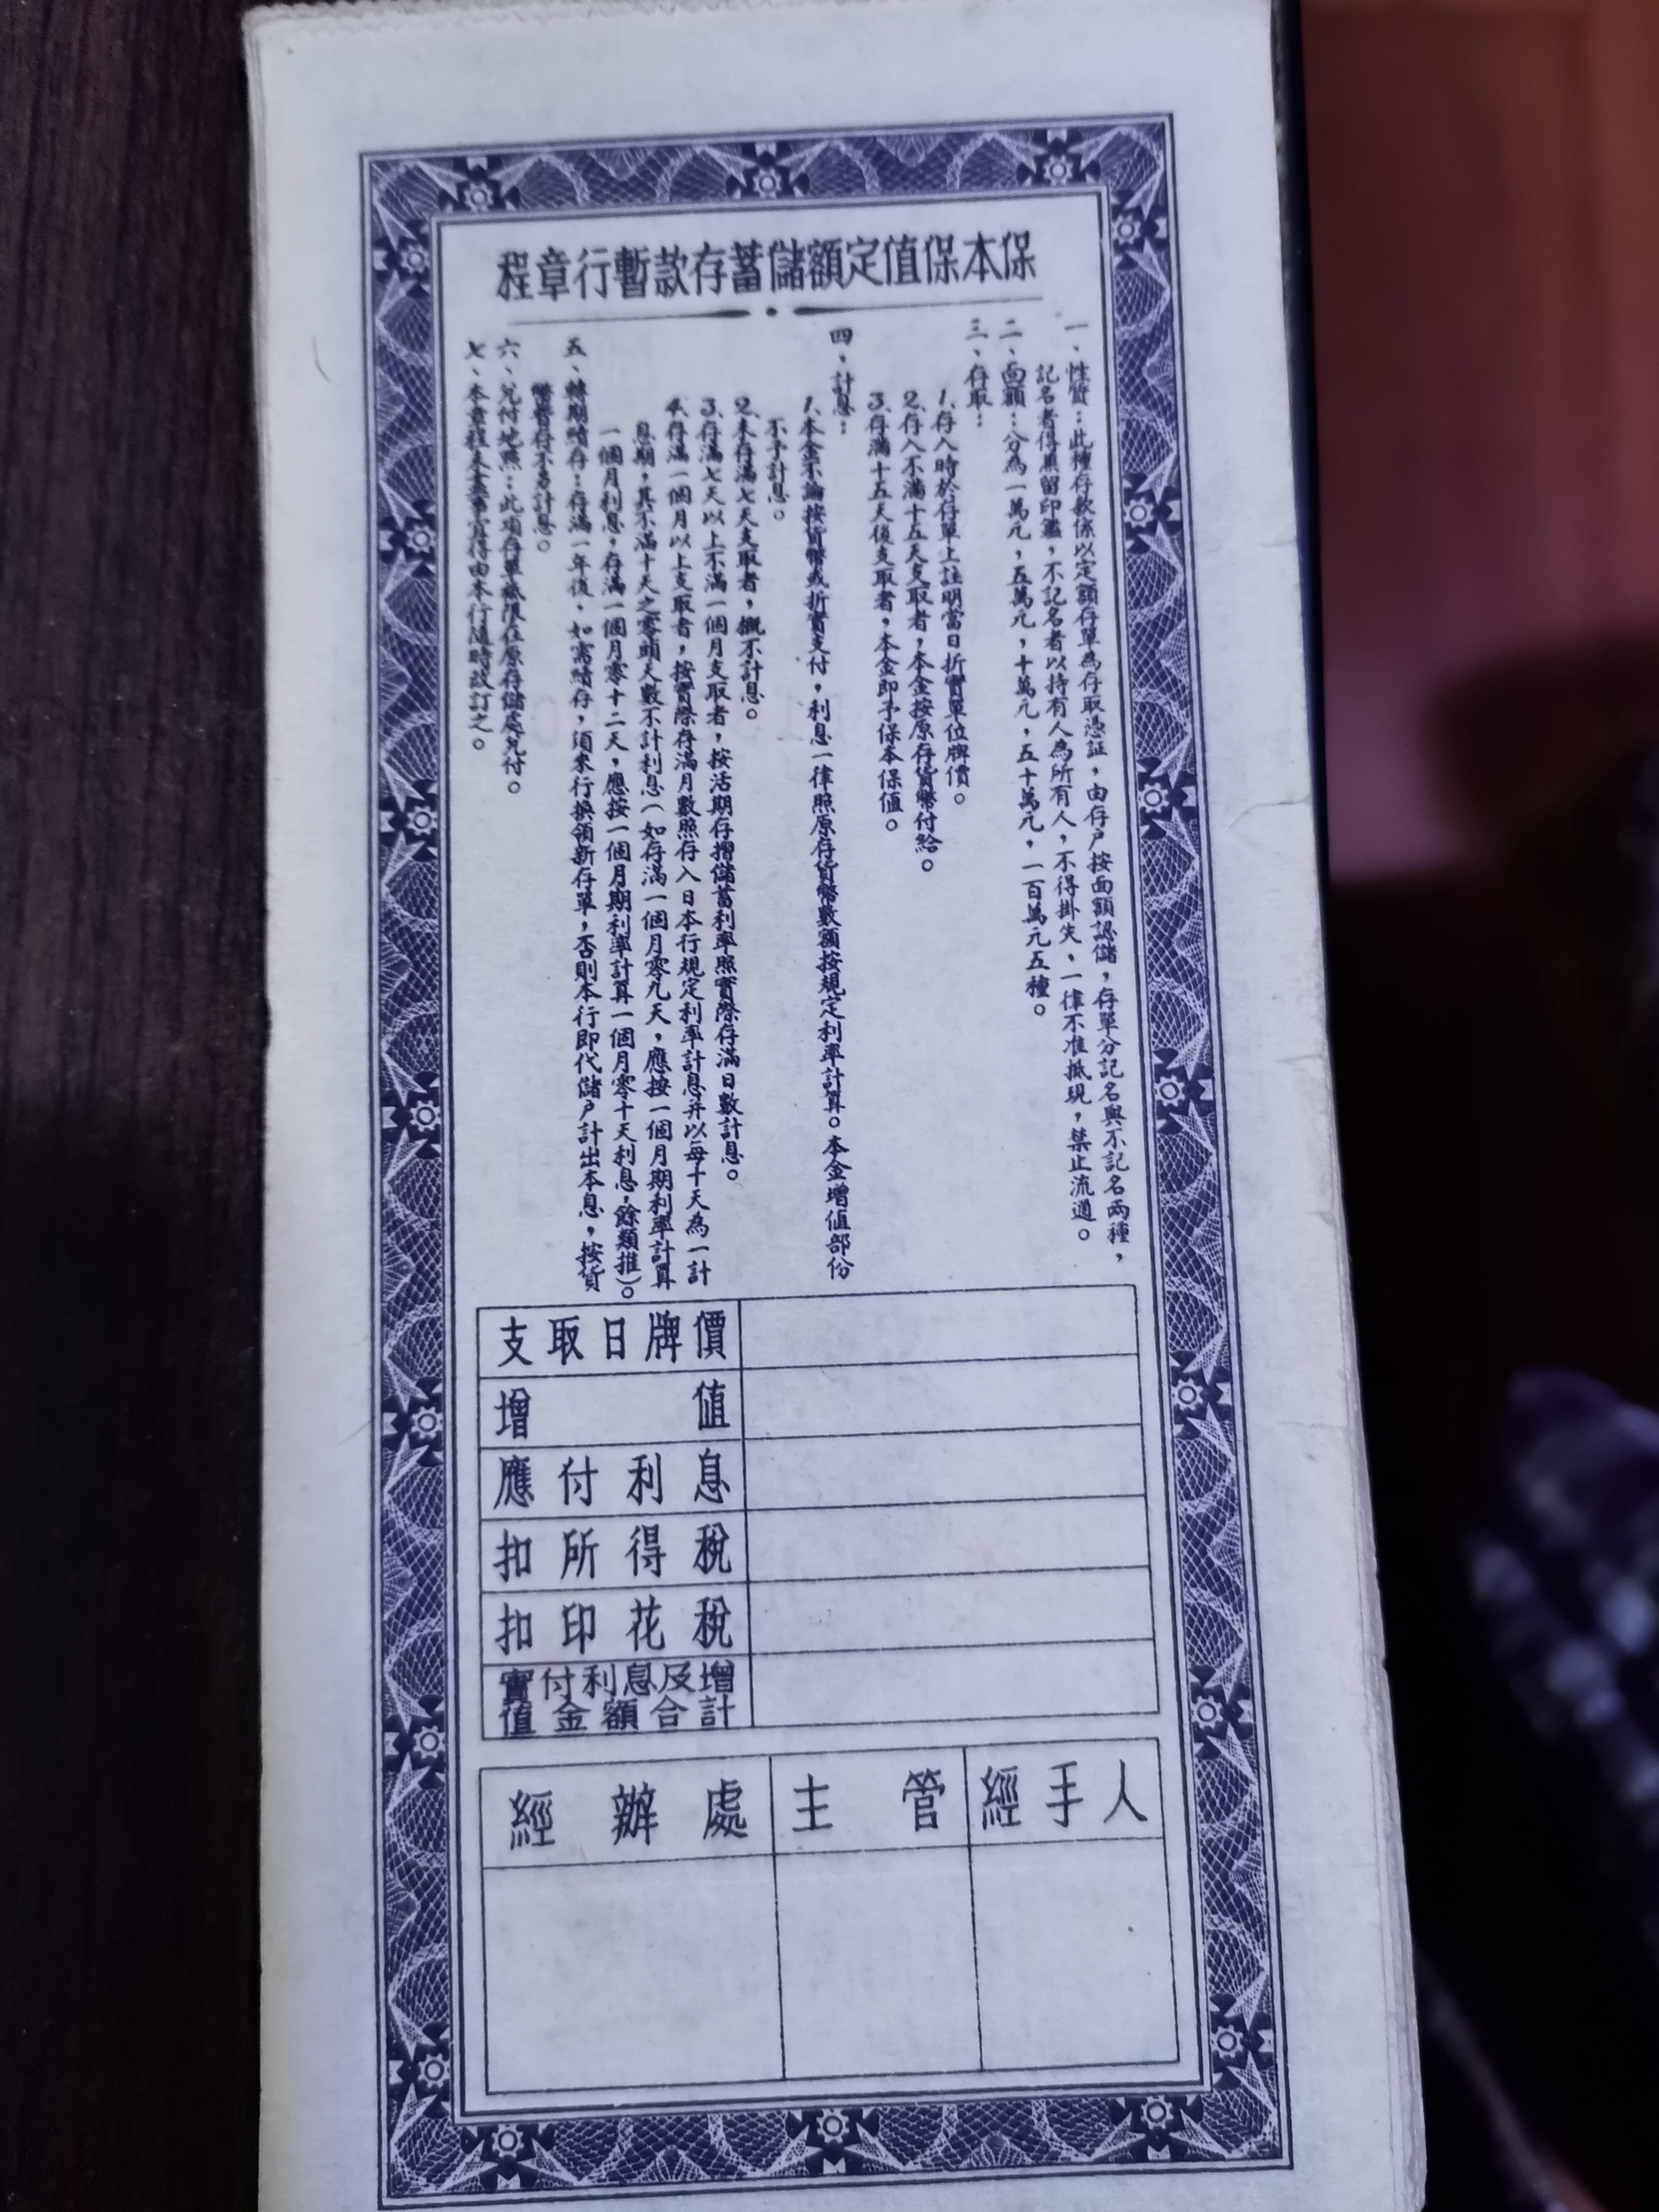 保本保值定額儲蓄存款暫行章程
一、性質：此種存款係以定額存單為存取憑証，由存户按面額認儲，存單分記名與不記名兩種，
記名者得憑留印鑑，不記名者以持有人為所有人，不得掛失，一律不准抵現，禁止流通。
二、面額：分為一萬元，五萬元，十萬元，五十萬元，一百萬元五種。
三、存取：
1、存入時於存單上註明當日折實單位牌價。
2、存入不滿十五天支取者，本金按原存貨幣付給。
3、存滿十五天後支取者，本金即予保本保值。
四、計息：
1、本金不論按貨幣或折實支付，利息一律照原存貨幣數額按規定利率計算。本金增值部份
不予計息。
2、未存滿七天支取者，概不計息。
3、存滿七天以上不滿一個月支取者，按活期存摺儲蓄利率照實際存滿日數計息。
4、存滿一個月以上支取者，按實際存滿月數照存入日本行規定利率計息并以每十天為一計
息期，其不滿十天之零頭天數不計利息（如存滿一個月零九天，應按一個月期利率計算
一個月利息，存滿一個月零十二天，應按一個月期利率計算一個月零十天利息，餘類推）。
五、轉期續存：存滿一年後，如需續存，須來行換領新存單，否則本行即代儲户計出本息，按貨
幣暫存不另計息。
六、兌付地點：此項存單祗限在原存儲處兌付。
七、本章程未盡事宜得由本行隨時改訂之。
支取日牌價
增值
應付利息
扣所得稅
扣印花稅
實付利息及增
值金額合計
經辦處 主管 經手人